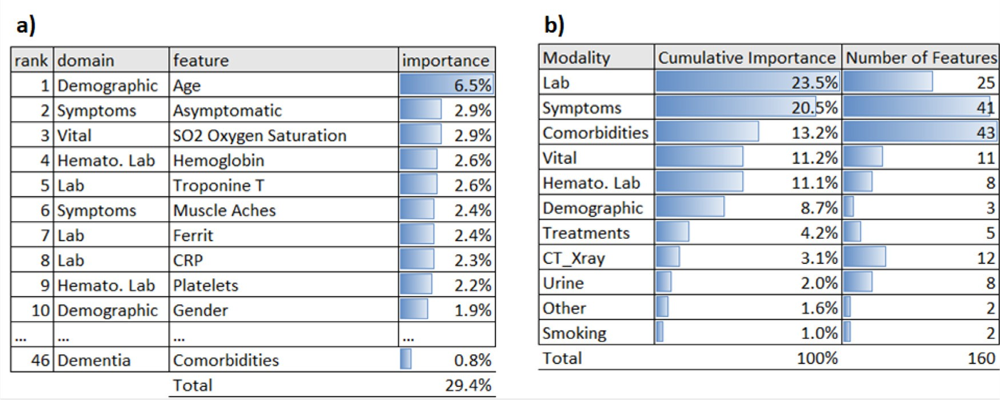 a)
rank domain feature importance
1 Demographic Age 6.5%
2 Symptoms Asymptomatic 2.9%
3 Vital SO2 Oxygen Saturation 2.9%
4 Hemato. Lab Hemoglobin 2.6%
5 Lab Troponine T 2.6%
6 Symptoms Muscle Aches 2.4%
7 Lab Ferrit 2.4%
8 Lab CRP 2.3%
9 Hemato. Lab Platelets 2.2%
10 Demographic Gender 1.9%
... ... ... ...
46 Dementia Comorbidities 0.8%
Total 29.4%
b)
Modality Cumulative Importance Number of Features
Lab 23.5% 25
Symptoms 20.5% 41
Comorbidities 13.2% 43
Vital 11.2% 11
Hemato. Lab 11.1% 8
Demographic 8.7% 3
Treatments 4.2% 5
CT_Xray 3.1% 12
Urine 2.0% 8
Other 1.6% 2
Smoking 1.0% 2
Total 100% 160